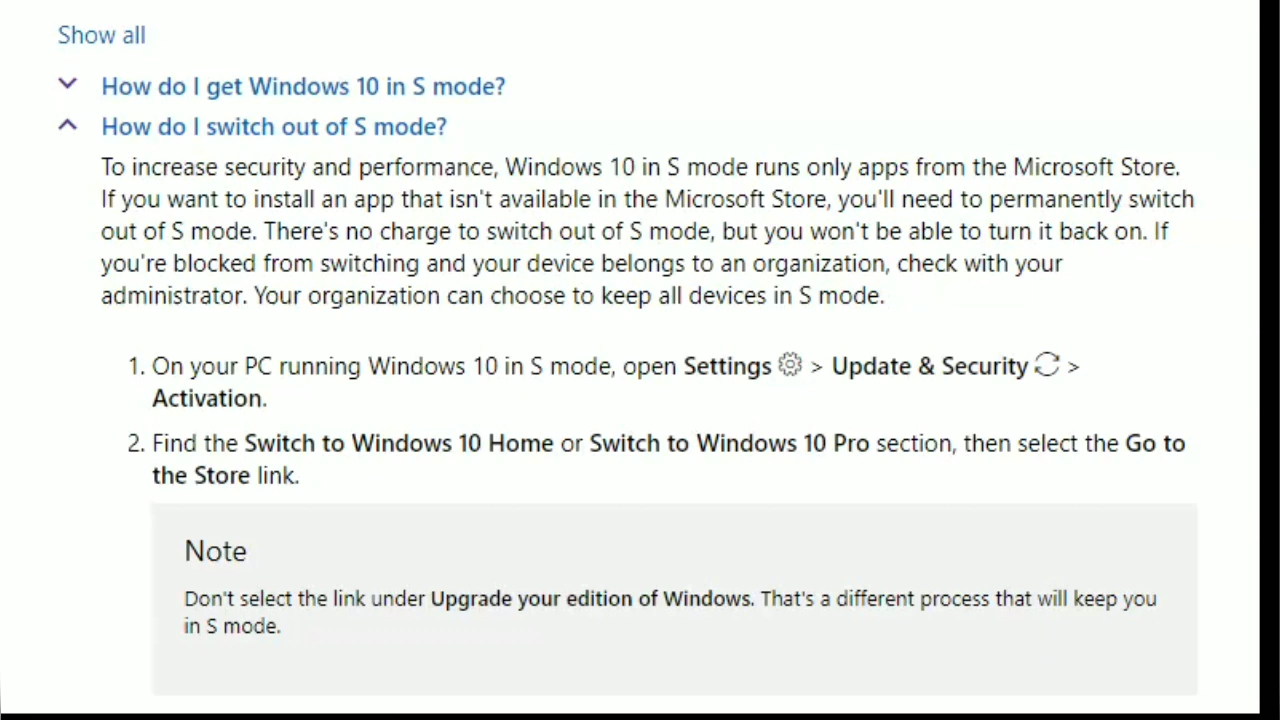 Show all
How do I get Windows 10 in S mode?
How do I switch out of S mode?
To increase security and performance, Windows 10 in S mode runs only apps from the Microsoft Store.
If you want to install an app that isn't available in the Microsoft Store, you'll need to permanently switch
out of S mode. There's no charge to switch out of S mode, but you won't be able to turn it back on. If
you're blocked from switching and your device belongs to an organization, check with your
administrator. Your organization can choose to keep all devices in S mode.
1. On your PC running Windows 10 in S mode, open Settings > Update & Security >
Activation.
2. Find the Switch to Windows 10 Home or Switch to Windows 10 Pro section, then select the Go to
the Store link.
Note
Don't select the link under Upgrade your edition of Windows. That's a different process that will keep you
in S mode.